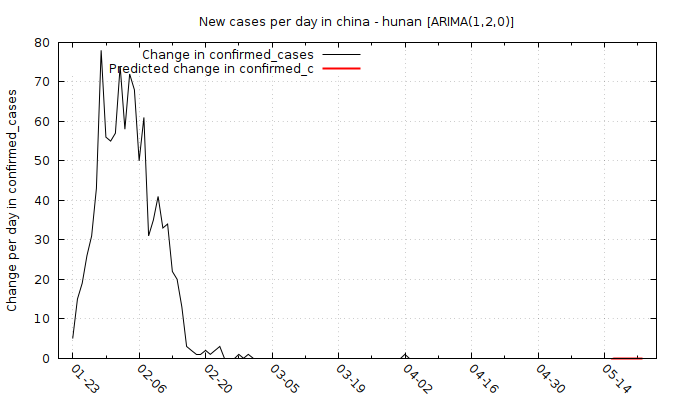 New cases per day in china - hunan [ARIMA(1,2,0)]
Change in confirmed_cases
Predicted change in confirmed_c
Change per day in confirmed_cases
80
70
60
50
40
30
20
10
0
01-23 02-06 02-20 03-05 03-19 04-02 04-16 04-30 05-14